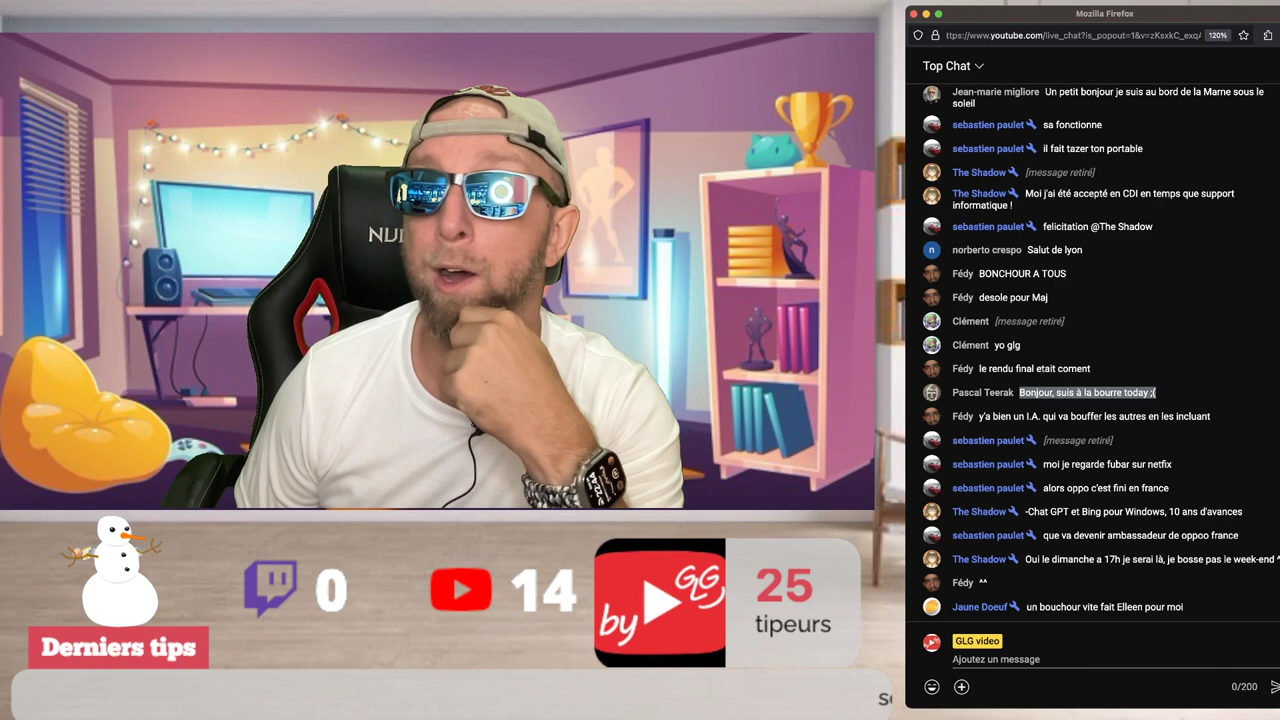 Mozilla Firefox
ttps://www.youtube.com/live_chat?is_popout=1&v=zKsxkC_exq/
120%
Top Chat
Jean-marie migliore Un petit bonjour je suis au bord de la Marne sous le
soleil
sebastien paulet sa fonctionne
sebastien paulet il fait tazer ton portable
The Shadow [message retiré]
The Shadow Moi j'ai été accepté en CDI en temps que support
informatique !
sebastien paulet felicitation @The Shadow
n norberto crespo Salut de lyon
Fédy BONCHOUR A TOUS
Fédy desole pour Maj
Clément [message retiré]
Clément yo glg
Fédy le rendu final etait coment
Pascal Teerak Bonjour, suis à la bourre today ;(
Fédy y'a bien un I.A. qui va bouffer les autres en les incluant
sebastien paulet [message retiré]
sebastien paulet moi je regarde fubar sur netfix
sebastien paulet alors oppo c'est fini en france
The Shadow -Chat GPT et Bing pour Windows, 10 ans d'avances
sebastien paulet que va devenir ambassadeur de oppoo france
The Shadow Oui le dimanche a 17h je serai là, je bosse pas le week-end ^
Fédy ^^
Jaune Doeuf un bouchour vite fait Elleen pour moi
GLG video
Ajoutez un message
0/200
0
14
by GLG
25
tipeurs
Derniers tips